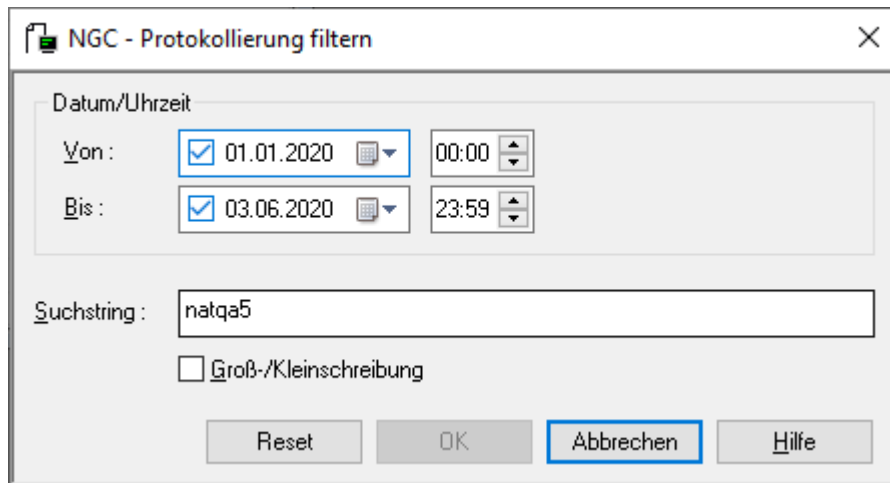 NGC - Protokollierung filtern
Datum/Uhrzeit
Von : 01.01.2020 00:00
Bis : 03.06.2020 23:59
Suchstring : natqa5
Groß-/Kleinschreibung
Reset OK Abbrechen Hilfe